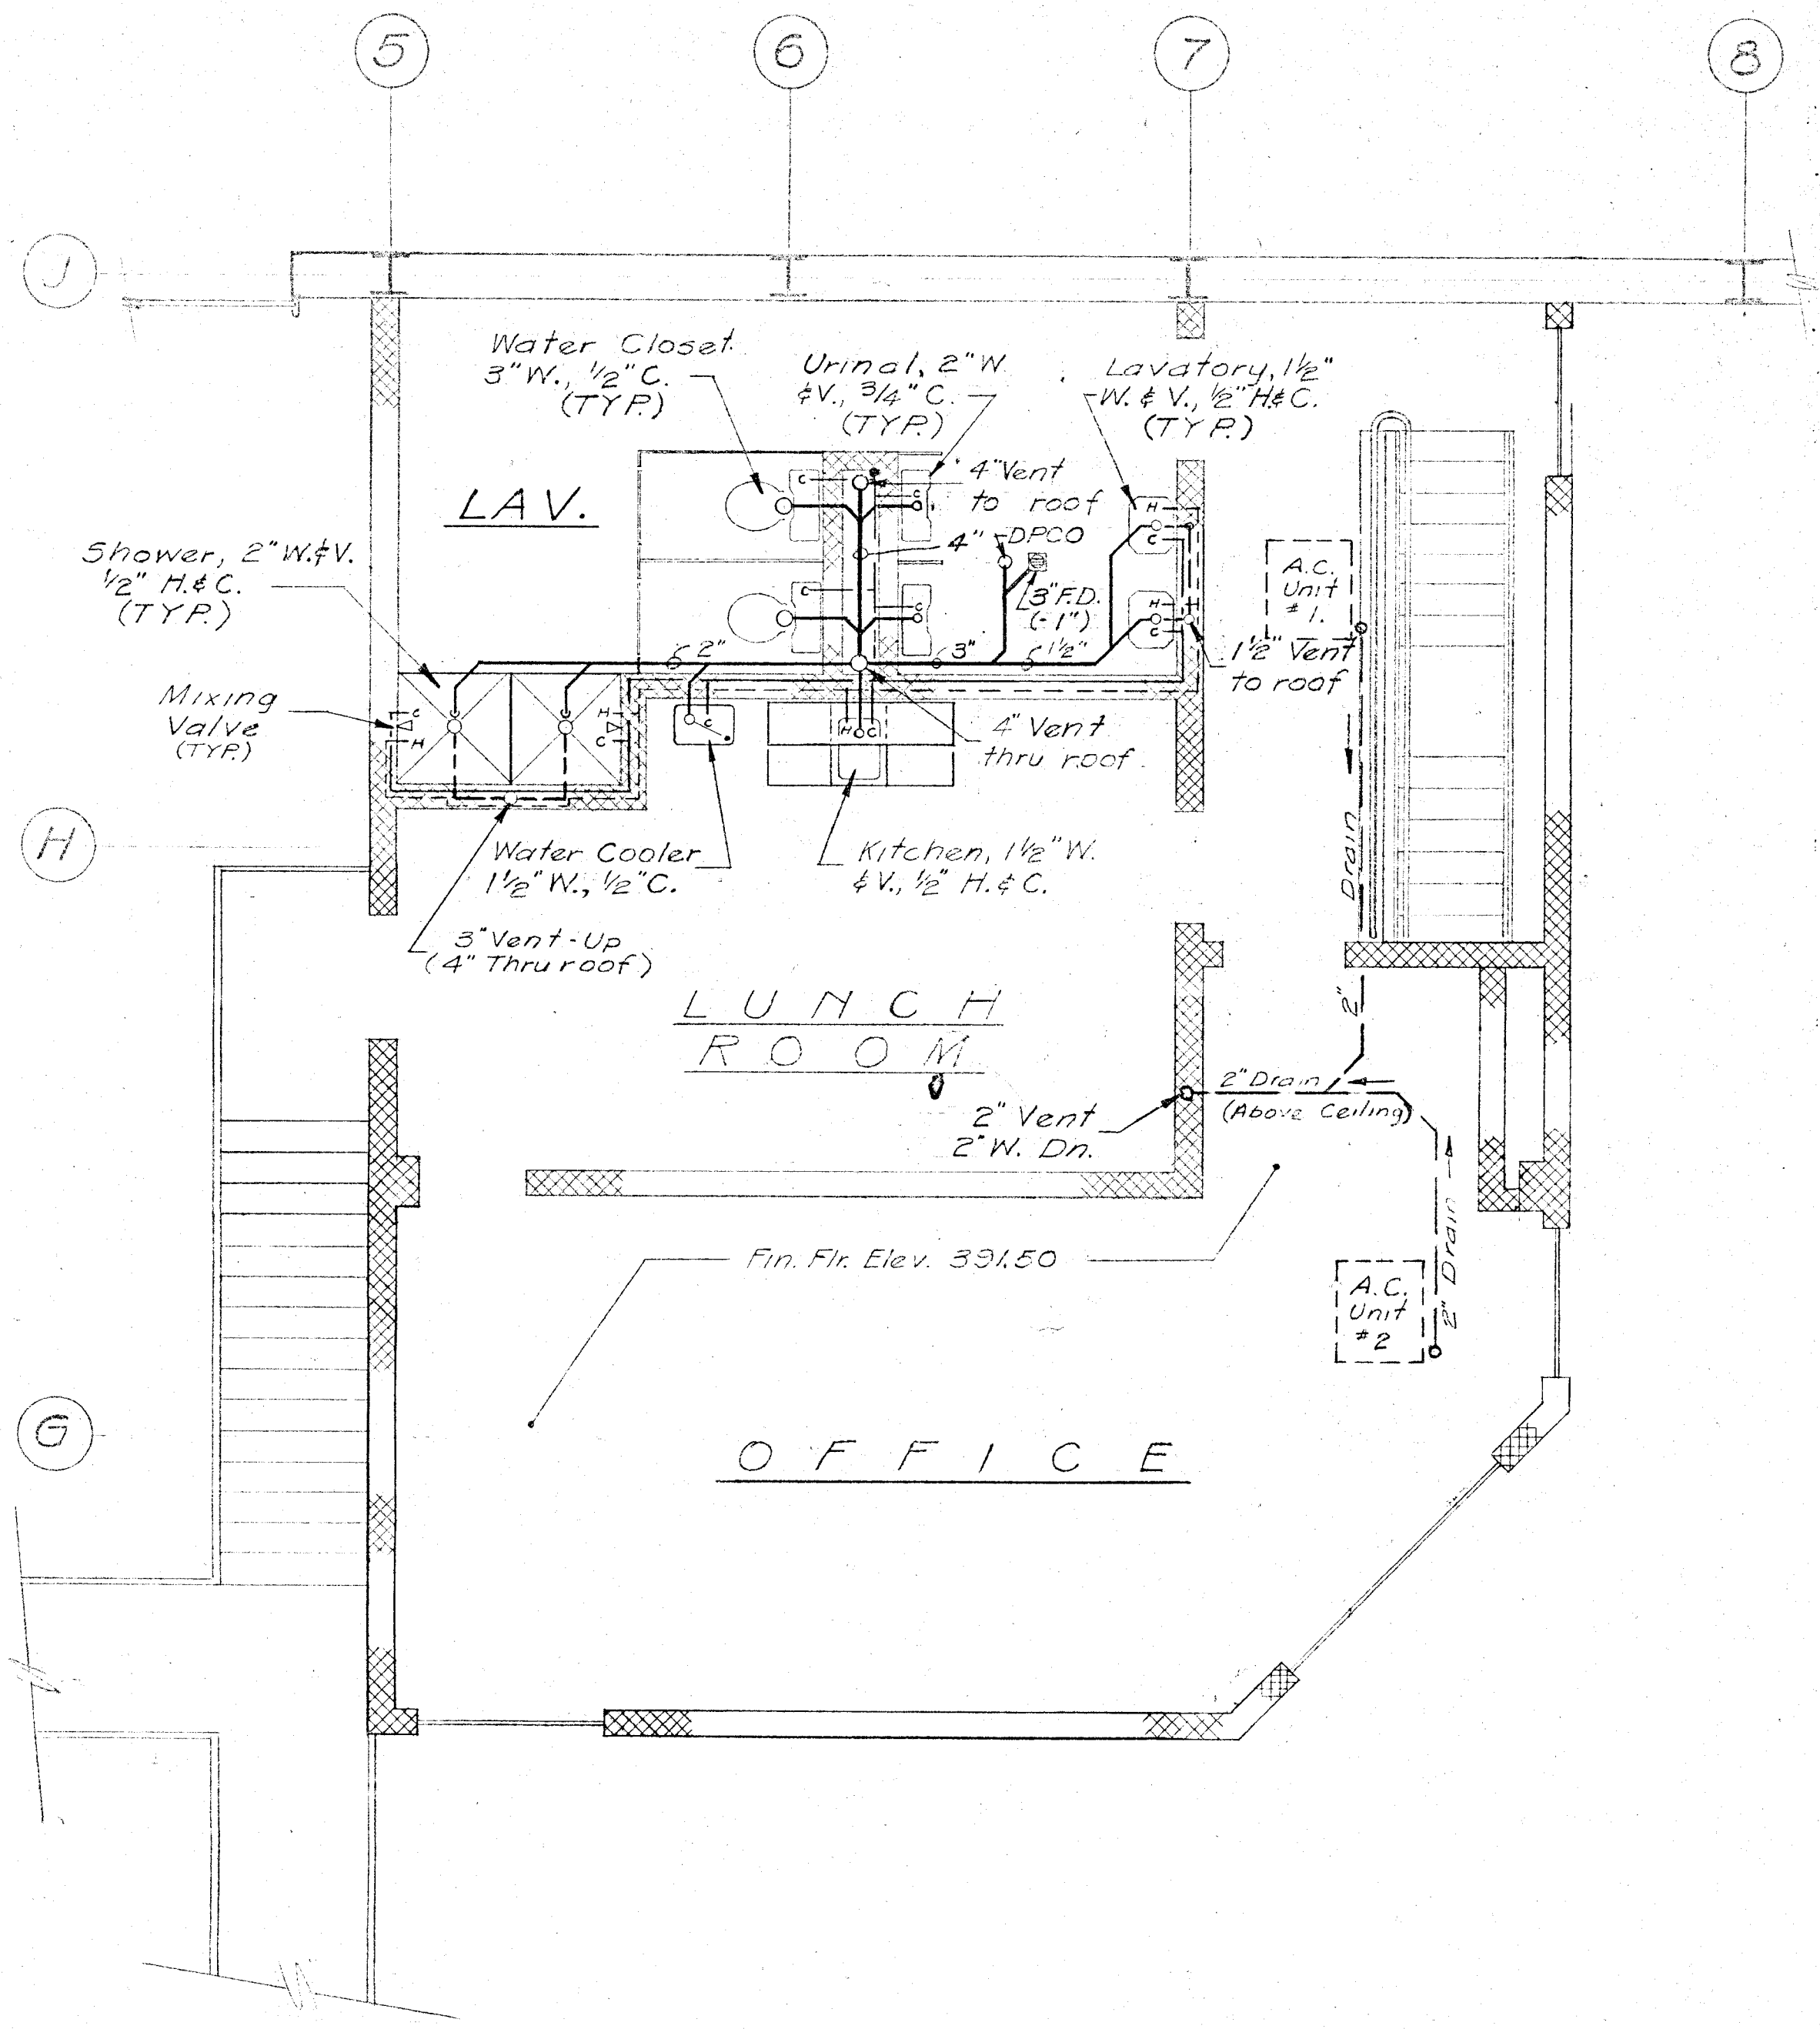 5
6
7
8
J
Water Closet
3" W., 1/2" C.
(TYP.)
Urinal, 2" W
& V., 3/4" C.
(TYP.)
Lavatory, 1 1/2"
W. & V., 1/2" H.& C.
(TYP.)
LAV.
4" Vent
to roof
4"
DPCO
3" F.D.
(-1")
Shower, 2" W.& V.
1/2" H. & C.
(TYP.)
A.C.
Unit
# 1.
2"
3"
1 1/2"
1 1/2" Vent
to roof
Mixing
Valve
(TYP.)
4" Vent
thru roof
C
C
C
C
H
C
H
C
C
H
H
C
C
H C
Drain
H
Water Cooler
1 1/2" W., 1/2" C.
Kitchen, 1 1/2" W.
& V., 1/2" H. & C.
3" Vent-Up
(4" Thru roof)
LUNCH
ROOM
2"
2" Drain
(Above Ceiling)
2" Vent
2" W. Dn.
2" Drain
Fin. Flr. Elev. 391.50
A.C.
Unit
# 2
G
OFFICE